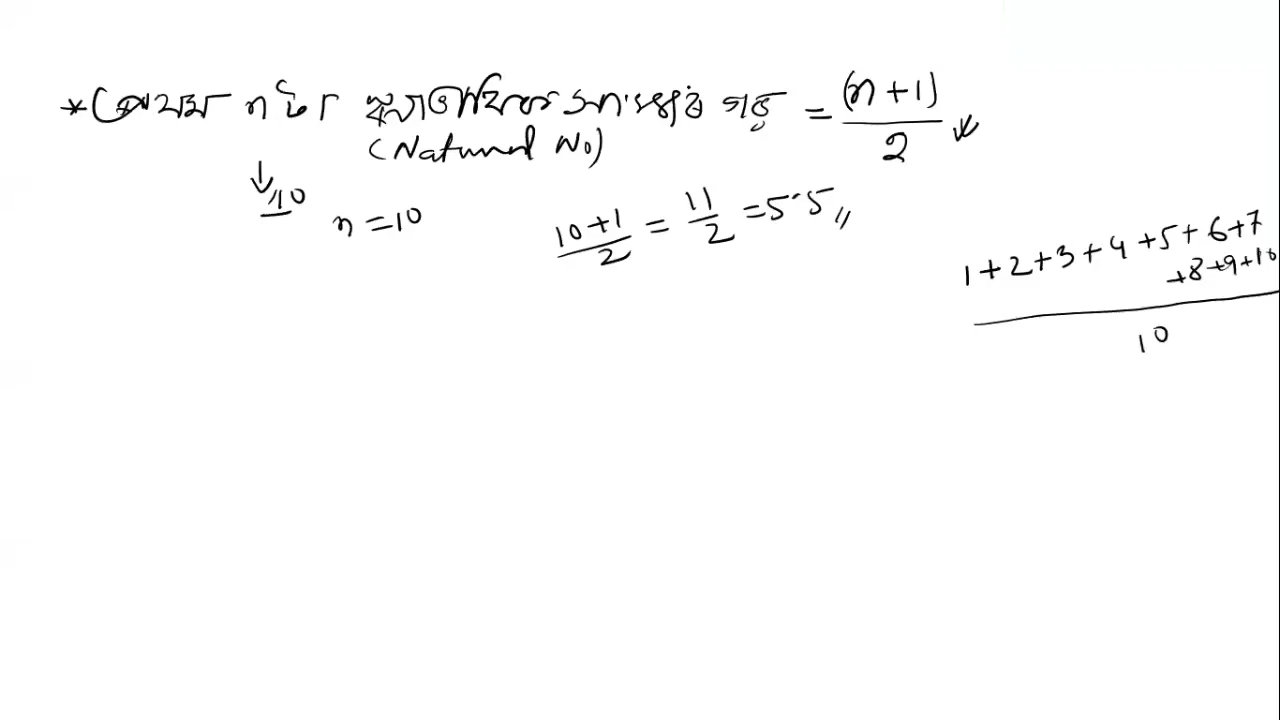 * প্রথম n টি স্বাভাবিক সংখ্যার গড় = (n+1)/2
(Natural No)
↓
10
n = 10
(10+1)/2 = 11/2 = 5.5 //
1+2+3+4+5+6+7
+8+9+10
10